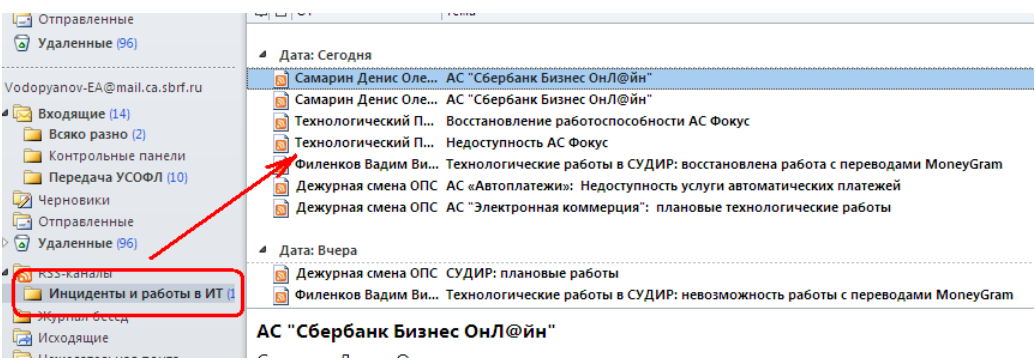 Отправленные
Удаленные (96)
Vodopyanov-EA@mail.ca.sbrf.ru
Входящие (14)
Всяко разно (2)
Контрольные панели
Передача УСОФЛ (10)
Черновики
Отправленные
Удаленные (96)
RSS-каналы
Инциденты и работы в ИТ (1
Журнал бесед
Исходящие
От Тема
Дата: Сегодня
Самарин Денис Оле... АС "Сбербанк Бизнес ОнЛ@йн"
Самарин Денис Оле... АС "Сбербанк Бизнес ОнЛ@йн"
Технологический П... Восстановление работоспособности АС Фокус
Технологический П... Недоступность АС Фокус
Филенков Вадим Ви... Технологические работы в СУДИР: восстановлена работа с переводами MoneyGram
Дежурная смена ОПС АС «Автоплатежи»: Недоступность услуги автоматических платежей
Дежурная смена ОПС АС "Электронная коммерция": плановые технологические работы
Дата: Вчера
Дежурная смена ОПС СУДИР: плановые работы
Филенков Вадим Ви... Технологические работы в СУДИР: невозможность работы с переводами MoneyGram
АС "Сбербанк Бизнес ОнЛ@йн"